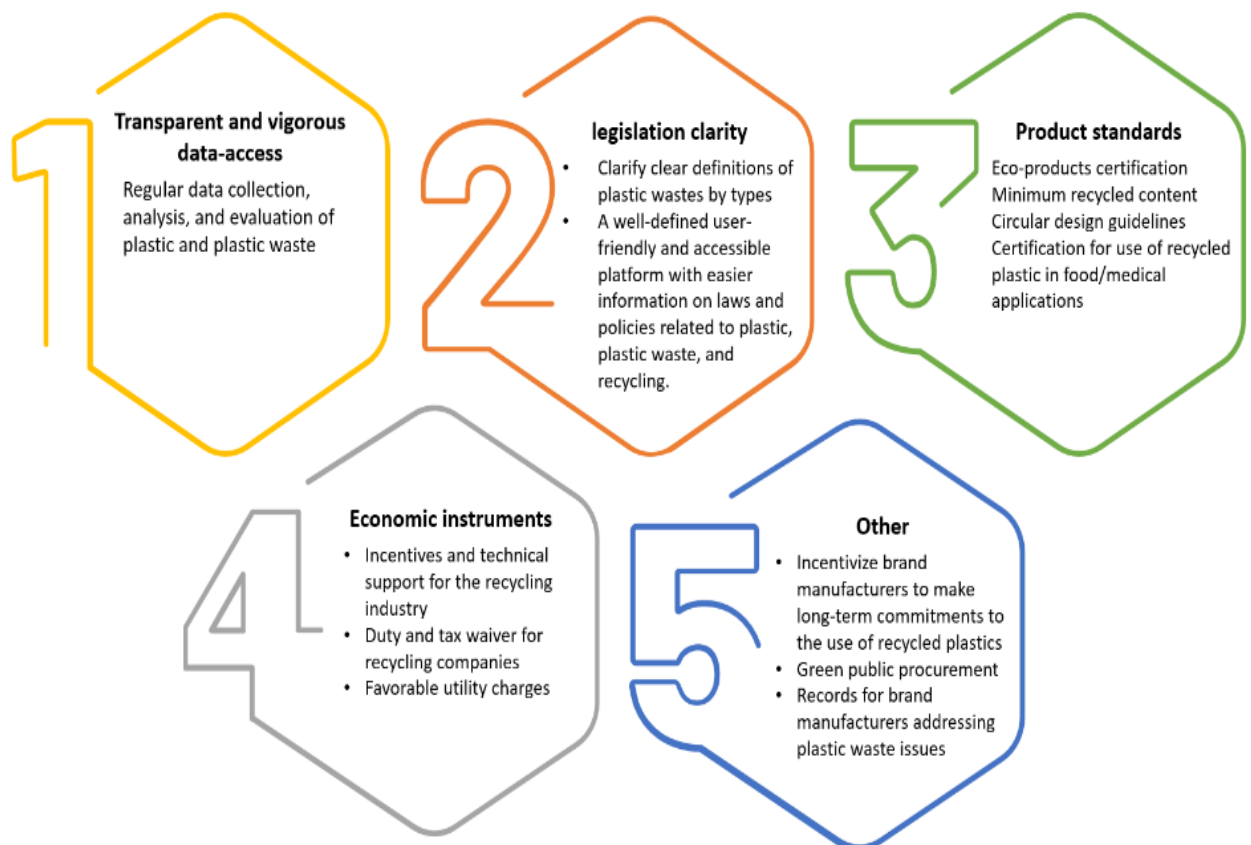 1
Transparent and vigorous
data-access
Regular data collection,
analysis, and evaluation of
plastic and plastic waste
2
legislation clarity
• Clarify clear definitions of
plastic wastes by types
• A well-defined user-
friendly and accessible
platform with easier
information on laws and
policies related to plastic,
plastic waste, and
recycling.
3
Product standards
Eco-products certification
Minimum recycled content
Circular design guidelines
Certification for use of recycled
plastic in food/medical
applications
4
Economic instruments
• Incentives and technical
support for the recycling
industry
• Duty and tax waiver for
recycling companies
• Favorable utility charges
5
Other
• Incentivize brand
manufacturers to make
long-term commitments to
the use of recycled plastics
• Green public procurement
• Records for brand
manufacturers addressing
plastic waste issues